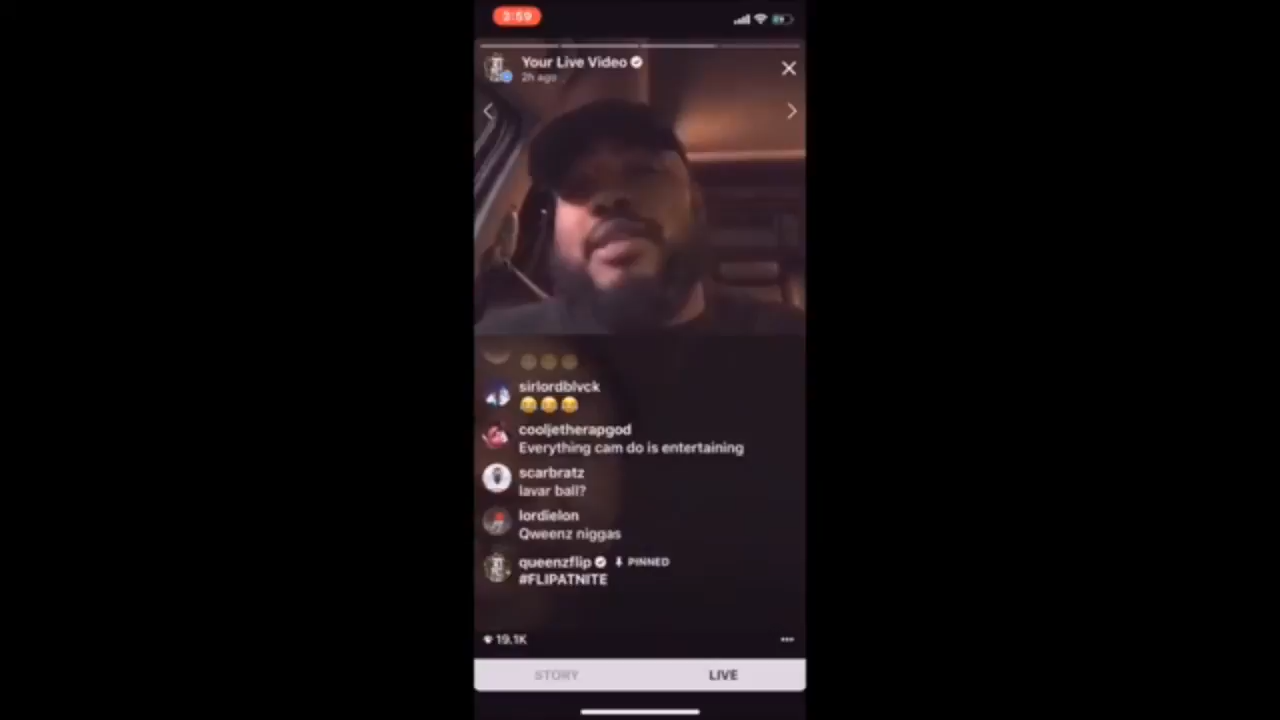 3:59
Your Live Video
2h ago
😂😂😂
sirlordblvck
😂😂😂
cooljetherapgod
Everything cam do is entertaining
scarbratz
lavar ball?
lordielon
Qweenz niggas
queenzflip PINNED
#FLIPATNITE
19.1K
STORY LIVE